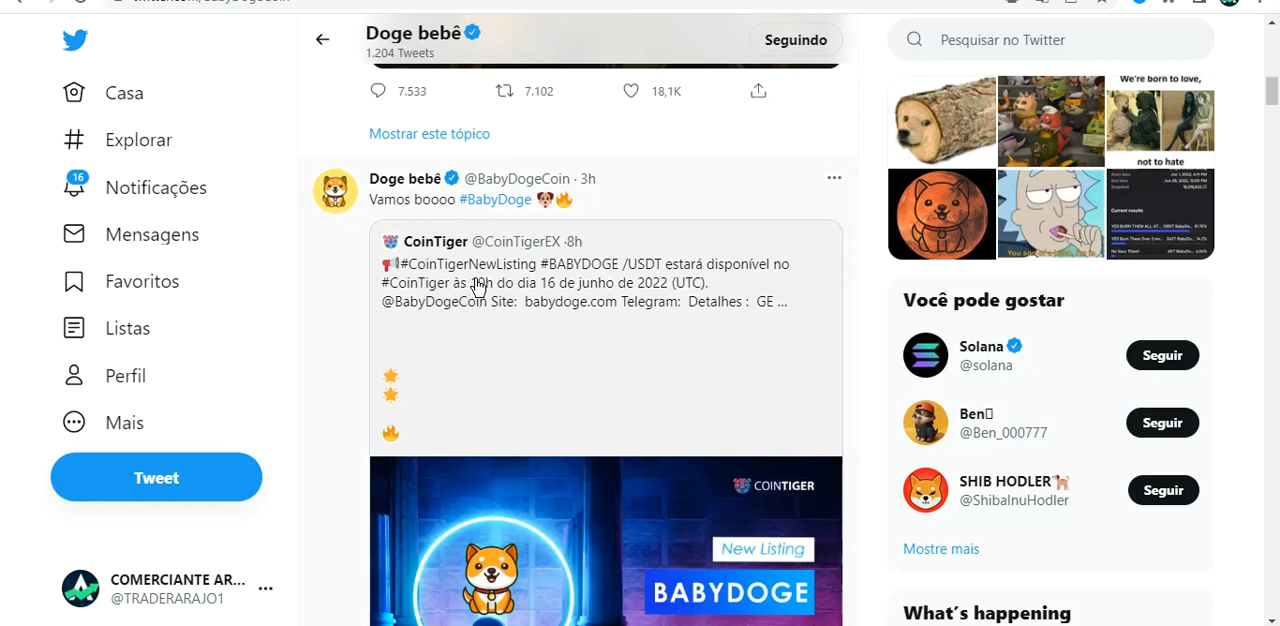 Doge bebê
1.204 Tweets
Seguindo
Pesquisar no Twitter
Casa
Explorar
16
Notificações
Mensagens
Favoritos
Listas
Perfil
Mais
Tweet
COMERCIANTE AR...
@TRADERARAJO1
7.533
7.102
18,1K
Mostrar este tópico
Doge bebê @BabyDogeCoin · 3h
Vamos boooo #BabyDoge
CoinTiger @CoinTigerEX ·8h
#CoinTigerNewListing #BABYDOGE /USDT estará disponível no
#CoinTiger às do dia 16 de junho de 2022 (UTC).
@BabyDogeCoin Site: babydoge.com Telegram: Detalhes : GE ...
COINTIGER
New Listing
BABYDOGE
We're born to love,
not to hate
Current results
Você pode gostar
Solana
@solana
Seguir
Ben
@Ben_000777
Seguir
SHIB HODLER
@ShibaInuHodler
Seguir
Mostre mais
What's happening